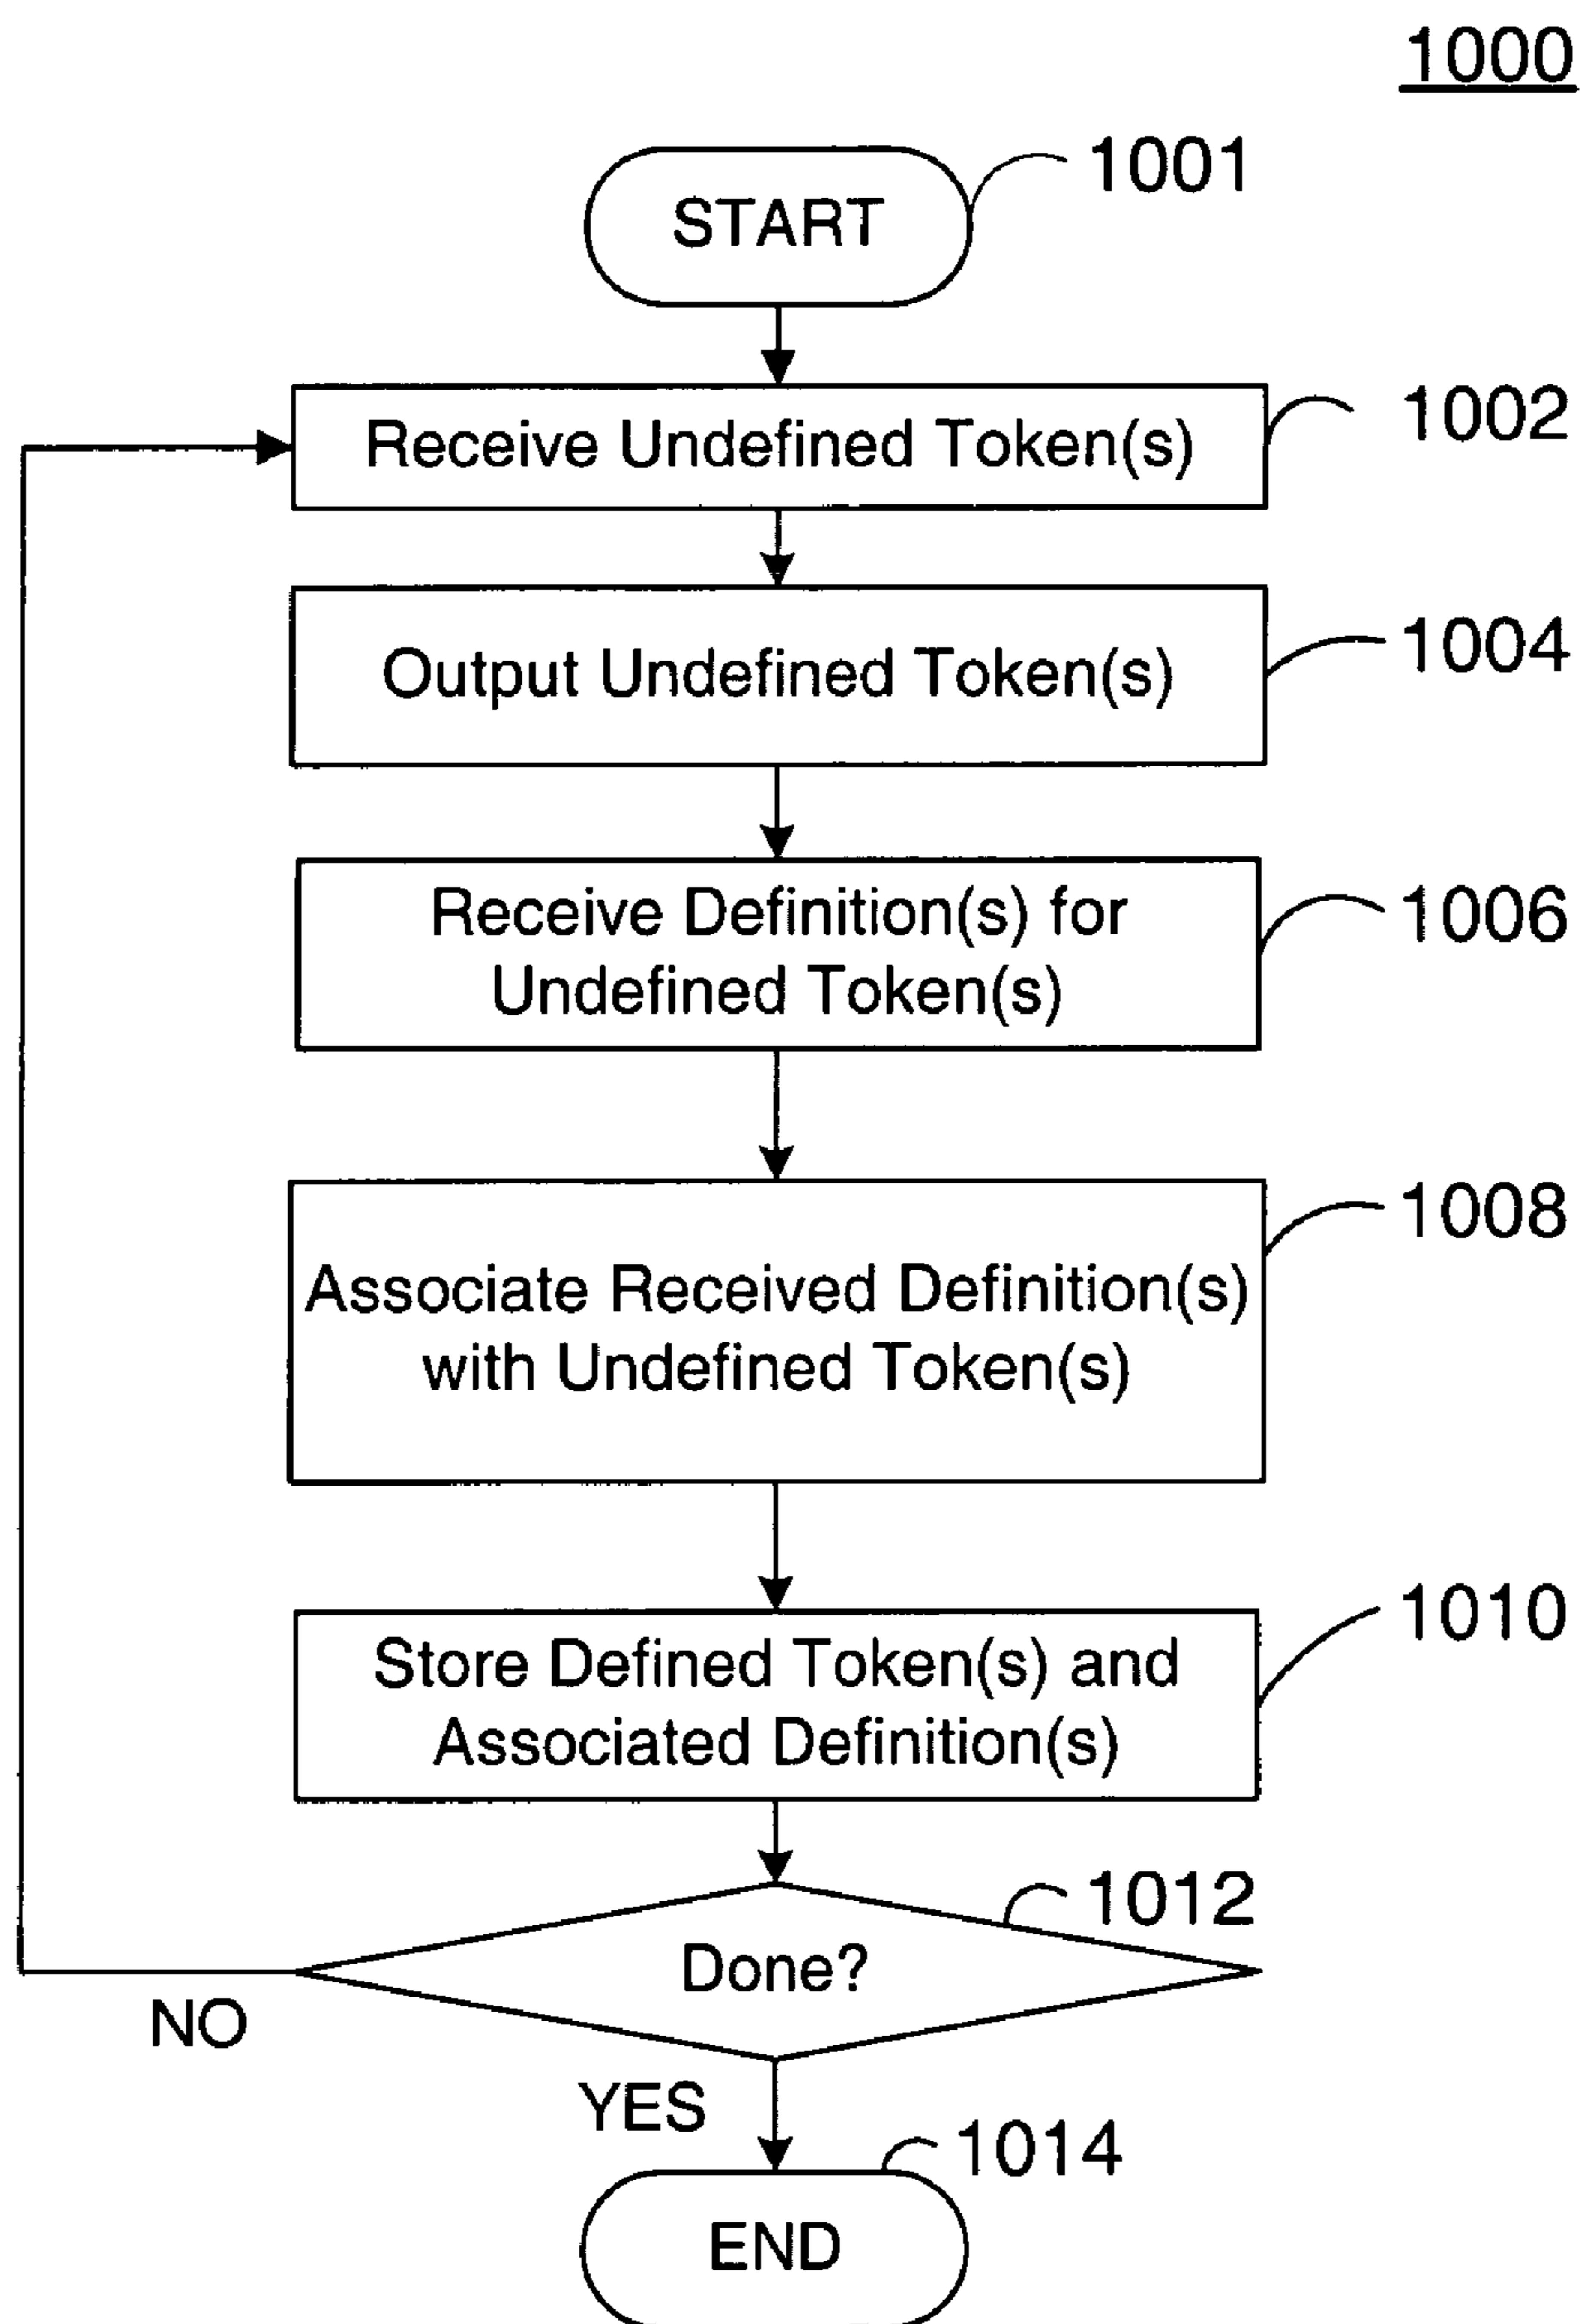 1000
START
1001
Receive Undefined Token(s)
1002
Output Undefined Token(s)
1004
Receive Definition(s) for
Undefined Token(s)
1006
Associate Received Definition(s)
with Undefined Token(s)
1008
Store Defined Token(s) and
Associated Definition(s)
1010
Done?
1012
NO
YES
END
1014